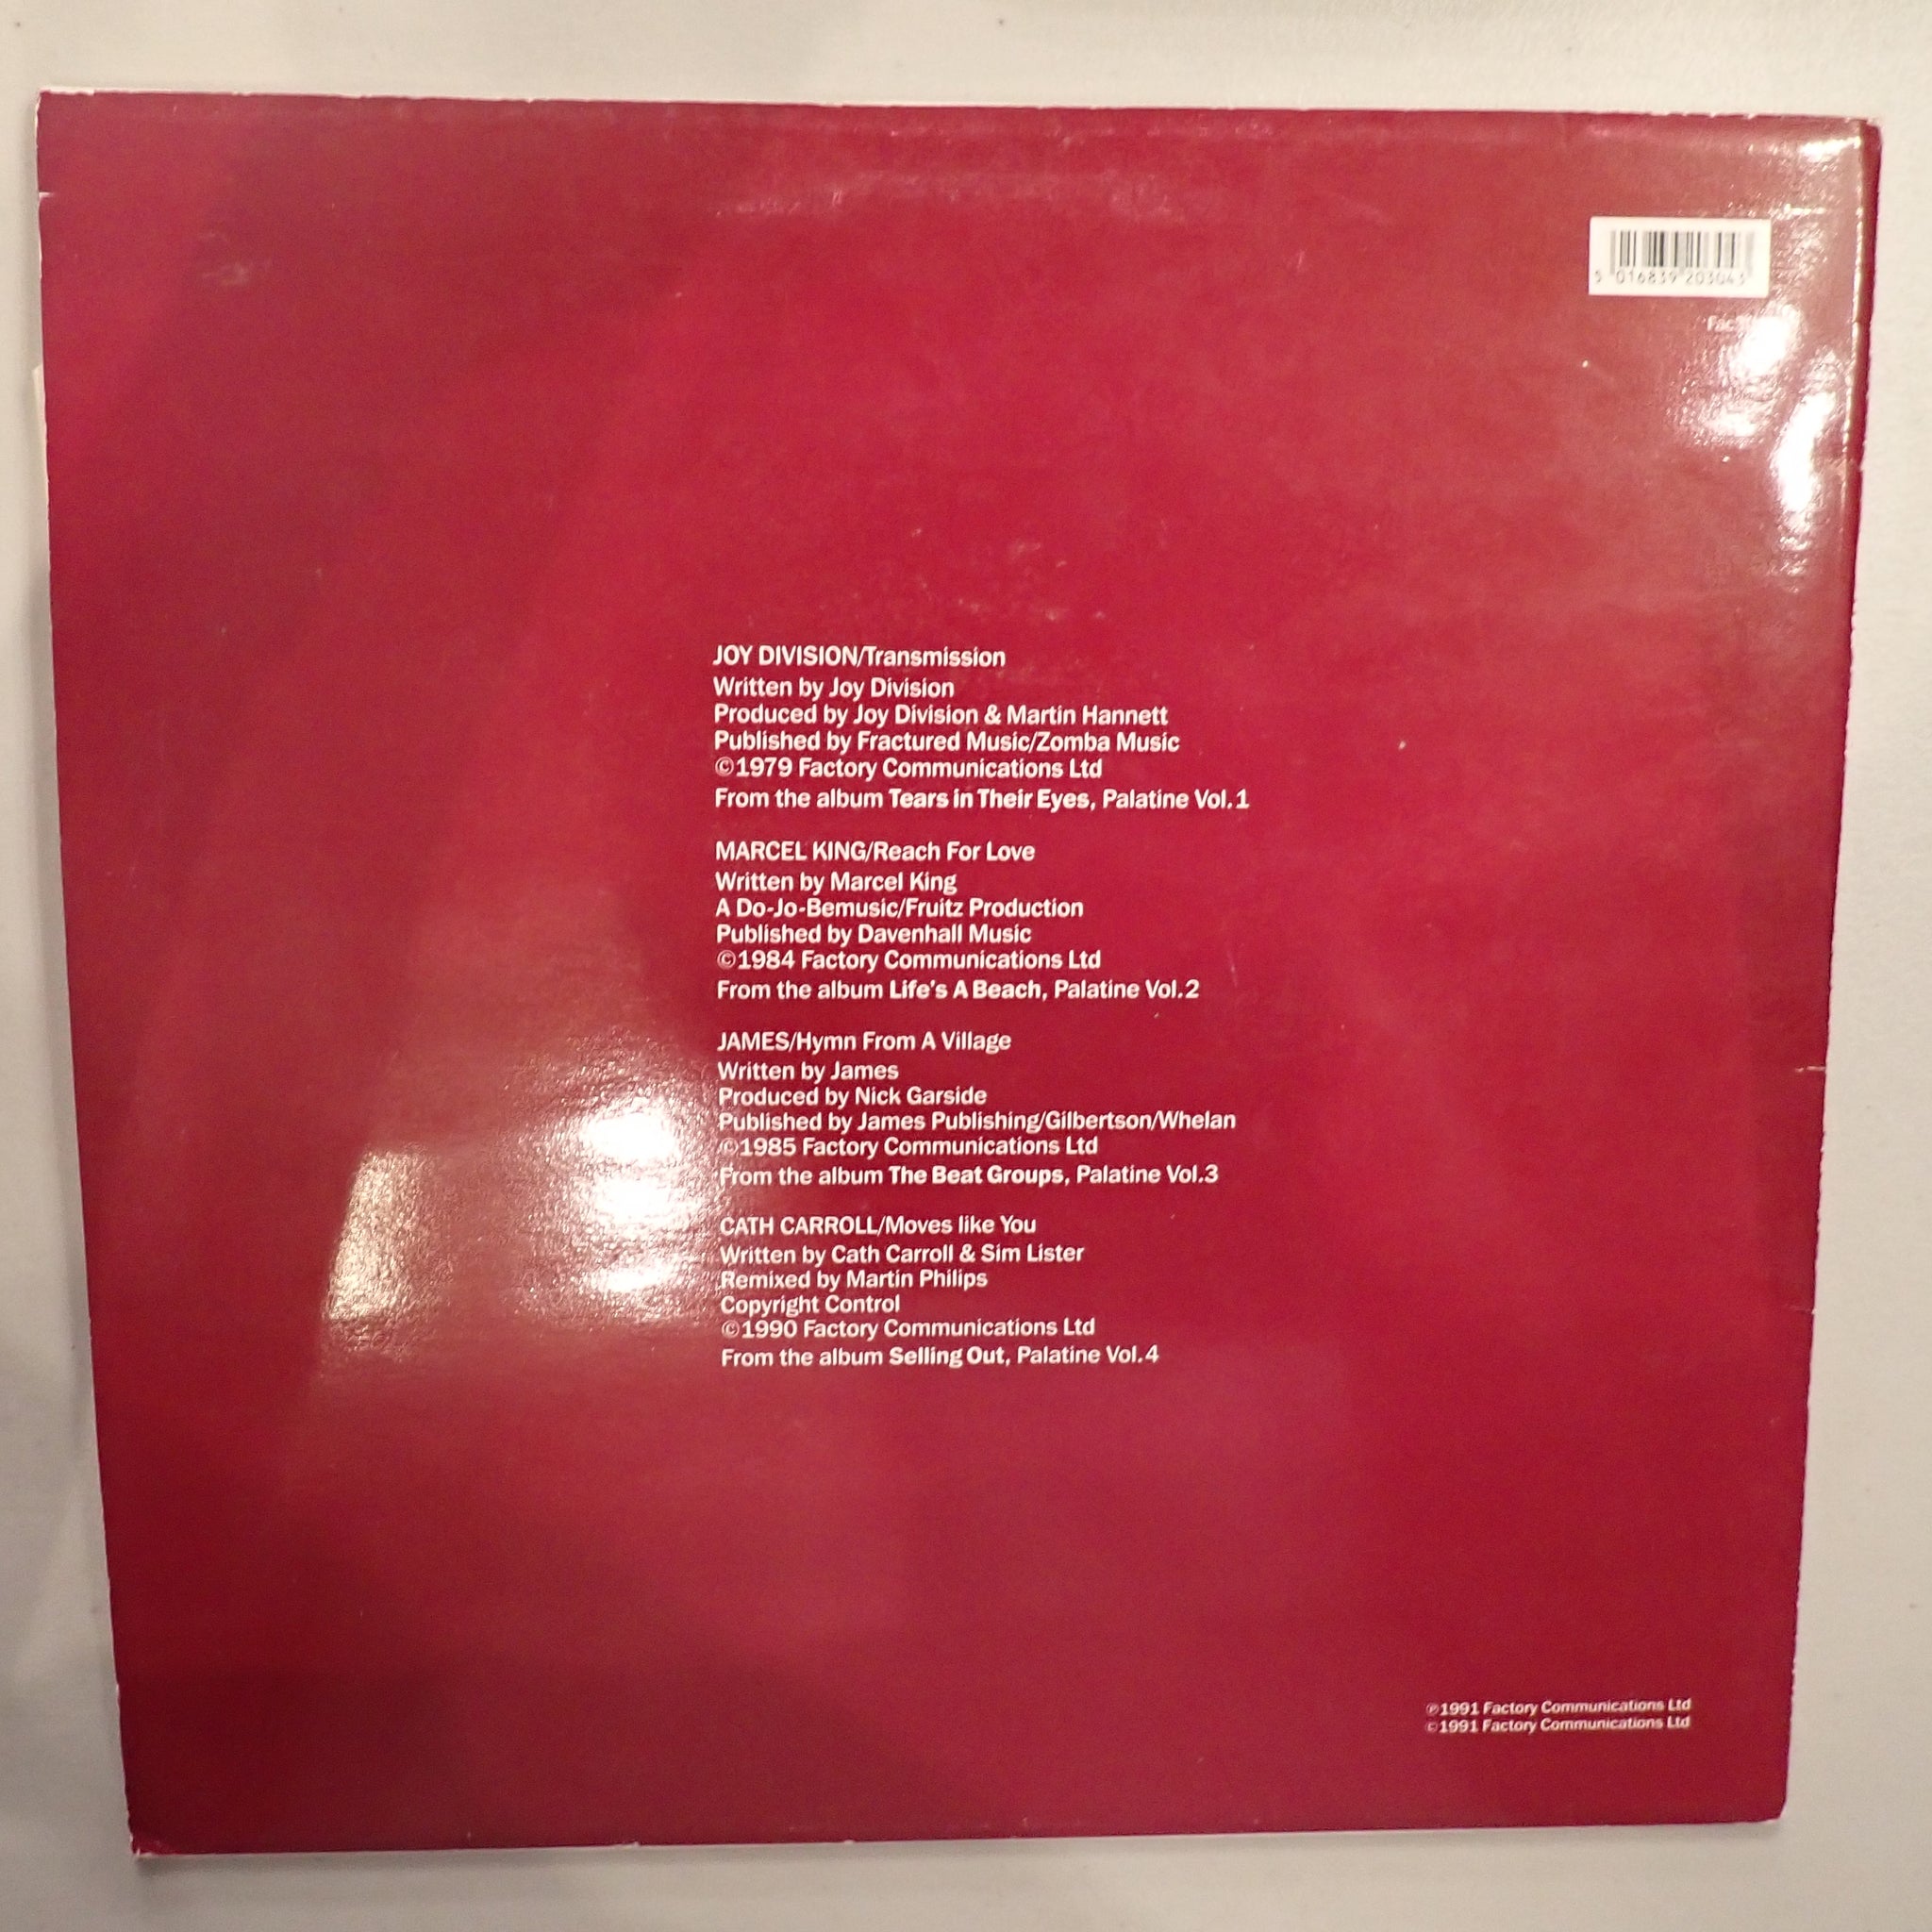 5 016839 203043
JOY DIVISION/Transmission
Written by Joy Division
Produced by Joy Division & Martin Hannett
Published by Fractured Music/Zomba Music
©1979 Factory Communications Ltd
From the album Tears in Their Eyes, Palatine Vol.1
MARCEL KING/Reach For Love
Written by Marcel King
A Do-Jo-Bemusic/Fruitz Production
Published by Davenhall Music
©1984 Factory Communications Ltd
From the album Life's A Beach, Palatine Vol.2
JAMES/Hymn From A Village
Written by James
Produced by Nick Garside
Published by James Publishing/Gilbertson/Whelan
©1985 Factory Communications Ltd
From the album The Beat Groups, Palatine Vol.3
CATH CARROLL/Moves like You
Written by Cath Carroll & Sim Lister
Remixed by Martin Philips
Copyright Control
©1990 Factory Communications Ltd
From the album Selling Out, Palatine Vol.4
℗1991 Factory Communications Ltd
©1991 Factory Communications Ltd